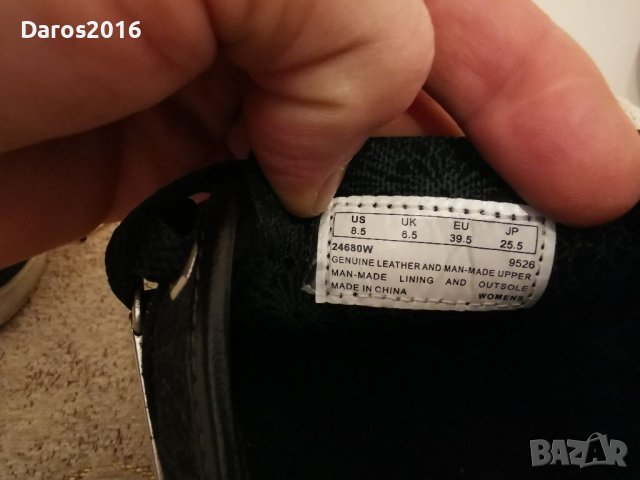 Daros2016
US UK EU JP
8.5 6.5 39.5 25.5
24680W 9526
GENUINE LEATHER AND MAN-MADE UPPER
MAN-MADE LINING AND OUTSOLE
MADE IN CHINA WOMENS
BAZAR